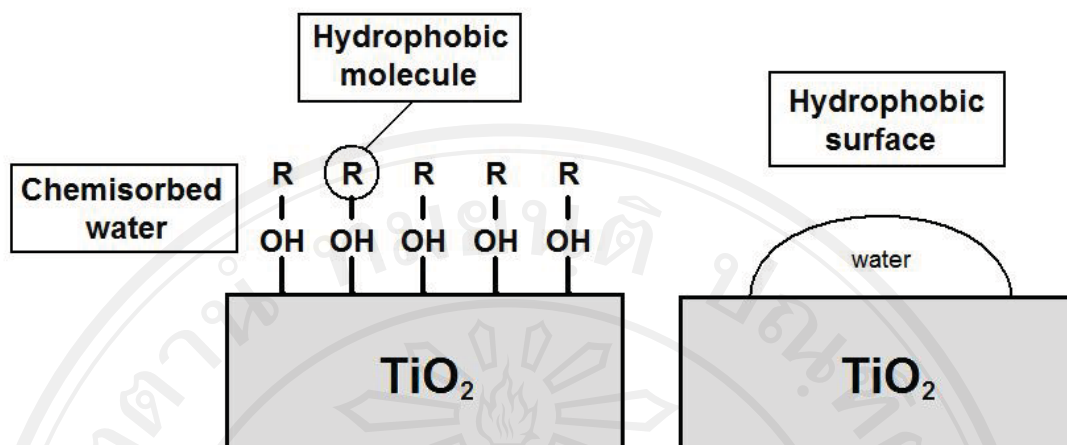 Hydrophobic
molecule
Hydrophobic
surface
Chemisorbed
water
R R R R R
OH OH OH OH OH
water
TiO₂
TiO₂